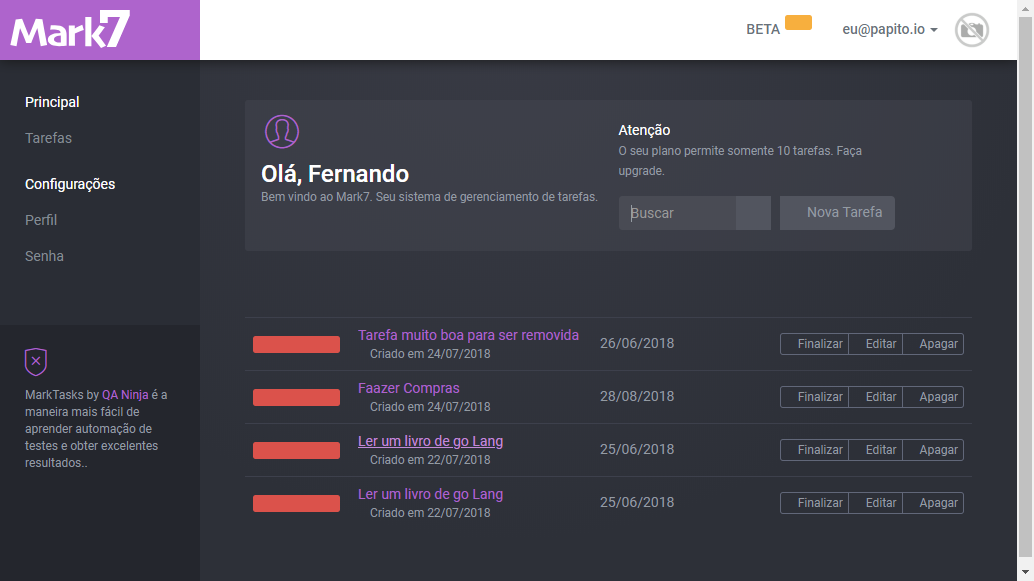 Mark7
BETA
eu@papito.io
Principal
Tarefas
Configurações
Perfil
Senha
MarkTasks by QA Ninja é a
maneira mais fácil de
aprender automação de
testes e obter excelentes
resultados..
Olá, Fernando
Bem vindo ao Mark7. Seu sistema de gerenciamento de tarefas.
Atenção
O seu plano permite somente 10 tarefas. Faça
upgrade.
Buscar
Nova Tarefa
Tarefa muito boa para ser removida
Criado em 24/07/2018
26/06/2018
Finalizar Editar Apagar
Faazer Compras
Criado em 24/07/2018
28/08/2018
Finalizar Editar Apagar
Ler um livro de go Lang
Criado em 22/07/2018
25/06/2018
Finalizar Editar Apagar
Ler um livro de go Lang
Criado em 22/07/2018
25/06/2018
Finalizar Editar Apagar